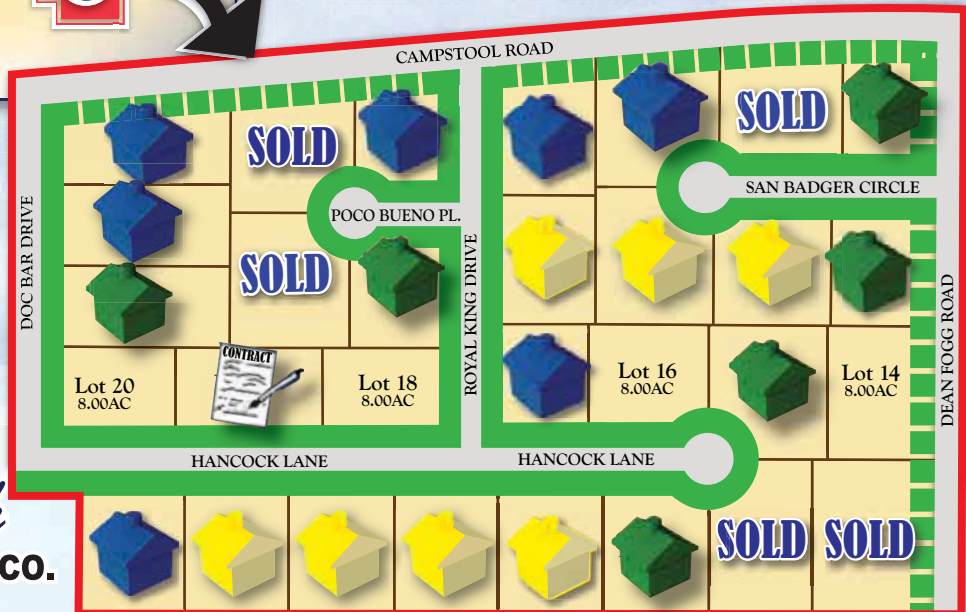 CAMPSTOOL ROAD
SOLD
SOLD
SAN BADGER CIRCLE
POCO BUENO PL.
DOC BAR DRIVE
SOLD
ROYAL KING DRIVE
DEAN FOGG ROAD
CONTRACT
Lot 20
8.00AC
Lot 18
8.00AC
Lot 16
8.00AC
Lot 14
8.00AC
HANCOCK LANE
HANCOCK LANE
SOLD
SOLD
co.